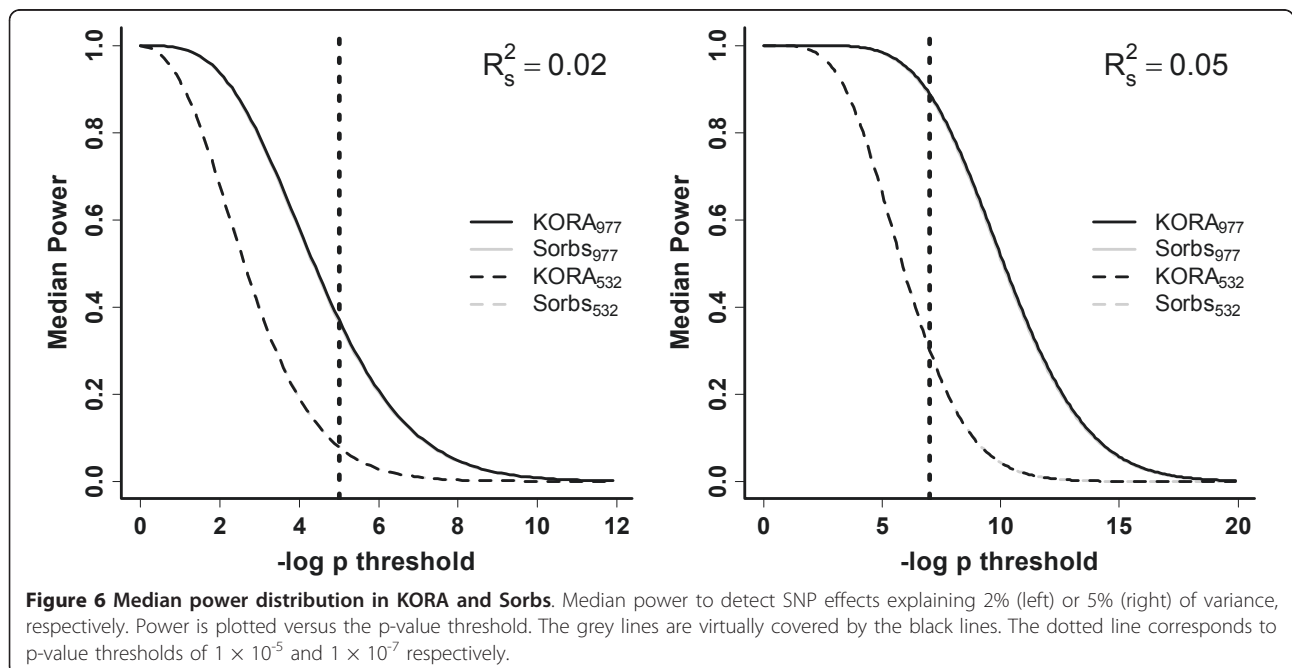 R²ₛ = 0.02
Median Power
1.0
0.8
0.6
0.4
0.2
0.0
KORA₉₇₇
Sorbs₉₇₇
KORA₅₃₂
Sorbs₅₃₂
0 2 4 6 8 10 12
-log p threshold
R²ₛ = 0.05
Median Power
1.0
0.8
0.6
0.4
0.2
0.0
KORA₉₇₇
Sorbs₉₇₇
KORA₅₃₂
Sorbs₅₃₂
0 5 10 15 20
-log p threshold
Figure 6 Median power distribution in KORA and Sorbs. Median power to detect SNP effects explaining 2% (left) or 5% (right) of variance,
respectively. Power is plotted versus the p-value threshold. The grey lines are virtually covered by the black lines. The dotted line corresponds to
p-value thresholds of 1 × 10⁻⁵ and 1 × 10⁻⁷ respectively.